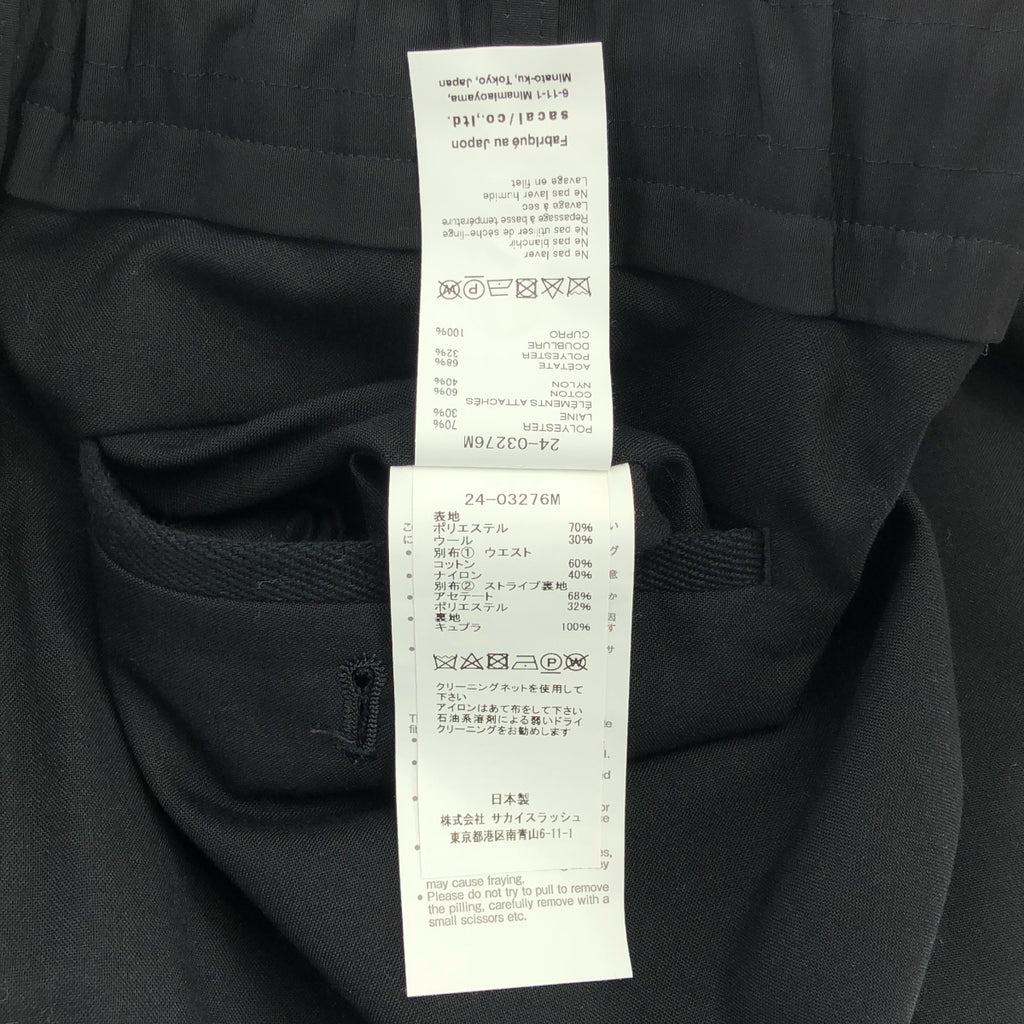 24-03276M
POLYESTER 70%
LAINE 30%
ÉLÉMENTS ATTACHÉS
COTON 60%
NYLON 40%
ACÉTATE 68%
POLYESTER 32%
DOUBLURE
CUPRO 100%
Ne pas laver
Ne pas blanchir
Ne pas utiliser de sèche-linge
Repassage à basse température
Lavage à sec
Ne pas laver humide
Lavage en filet
Fabriqué au Japon
sacai/co.,ltd.
6-11-1 Minamiaoyama,
Minato-ku, Tokyo, Japan
24-03276M
表地
ポリエステル 70%
ウール 30%
別布① ウエスト
コットン 60%
ナイロン 40%
別布② ストライプ裏地
アセテート 68%
ポリエステル 32%
裏地
キュプラ 100%
クリーニングネットを使用して
下さい
アイロンはあて布をして下さい
石油系溶剤による弱いドライ
クリーニングをお勧めします
日本製
株式会社 サカイスラッシュ
東京都港区南青山6-11-1
may cause fraying.
• Please do not try to pull to remove
the pilling, carefully remove with a
small scissors etc.